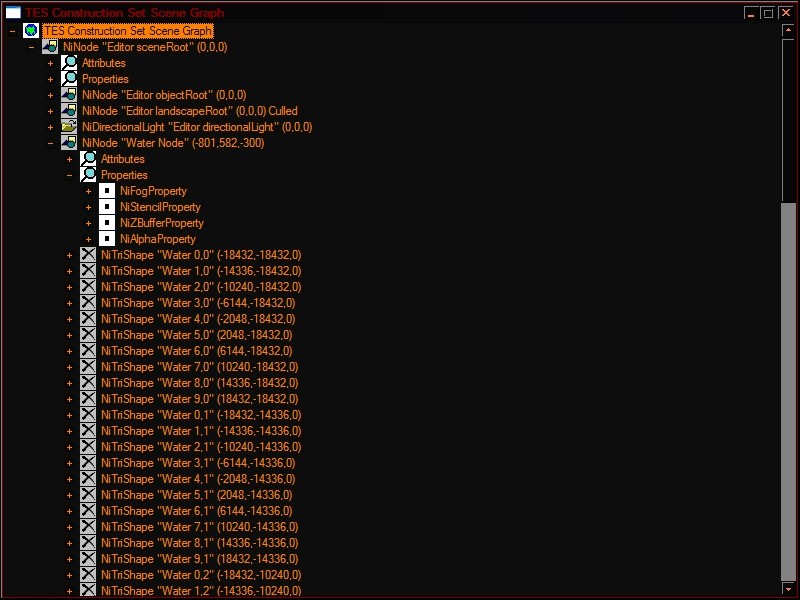 TES Construction Set Scene Graph
TES Construction Set Scene Graph
NiNode "Editor sceneRoot" (0,0,0)
Attributes
Properties
NiNode "Editor objectRoot" (0,0,0)
NiNode "Editor landscapeRoot" (0,0,0) Culled
NiDirectionalLight "Editor directionalLight" (0,0,0)
NiNode "Water Node" (-801,582,-300)
Attributes
Properties
NiFogProperty
NiStencilProperty
NiZBufferProperty
NiAlphaProperty
NiTriShape "Water 0,0" (-18432,-18432,0)
NiTriShape "Water 1,0" (-14336,-18432,0)
NiTriShape "Water 2,0" (-10240,-18432,0)
NiTriShape "Water 3,0" (-6144,-18432,0)
NiTriShape "Water 4,0" (-2048,-18432,0)
NiTriShape "Water 5,0" (2048,-18432,0)
NiTriShape "Water 6,0" (6144,-18432,0)
NiTriShape "Water 7,0" (10240,-18432,0)
NiTriShape "Water 8,0" (14336,-18432,0)
NiTriShape "Water 9,0" (18432,-18432,0)
NiTriShape "Water 0,1" (-18432,-14336,0)
NiTriShape "Water 1,1" (-14336,-14336,0)
NiTriShape "Water 2,1" (-10240,-14336,0)
NiTriShape "Water 3,1" (-6144,-14336,0)
NiTriShape "Water 4,1" (-2048,-14336,0)
NiTriShape "Water 5,1" (2048,-14336,0)
NiTriShape "Water 6,1" (6144,-14336,0)
NiTriShape "Water 7,1" (10240,-14336,0)
NiTriShape "Water 8,1" (14336,-14336,0)
NiTriShape "Water 9,1" (18432,-14336,0)
NiTriShape "Water 0,2" (-18432,-10240,0)
NiTriShape "Water 1,2" (-14336,-10240,0)